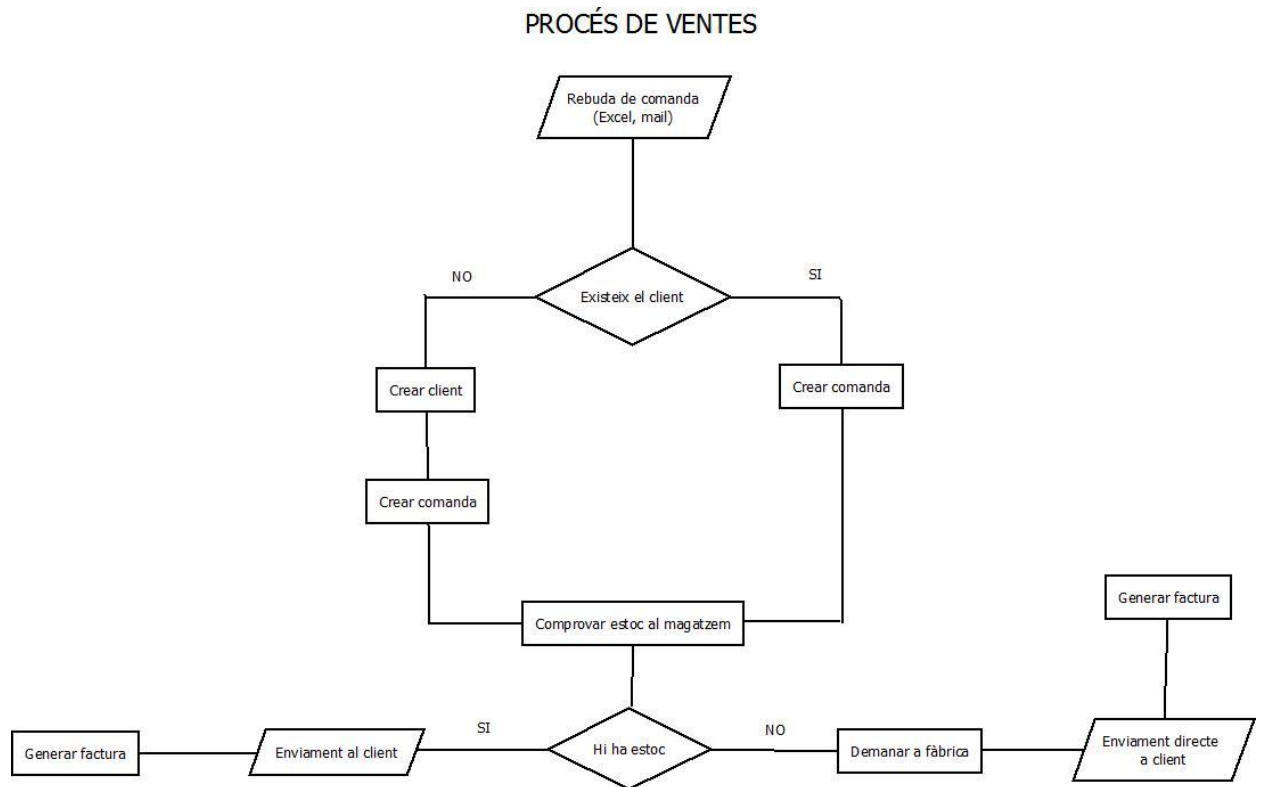 PROCÉS DE VENTES
Rebuda de comanda
(Excel, mail)
NO
SI
Existeix el client
Crear client
Crear comanda
Crear comanda
Generar factura
Comprovar estoc al magatzem
SI
NO
Generar factura
Enviament al client
Hi ha estoc
Demanar a fàbrica
Enviament directe
a client